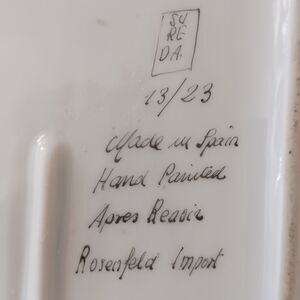 SU
RE
DA.
13/23
Made in Spain
Hand Painted
Apres Renoir
Rosenfeld Import